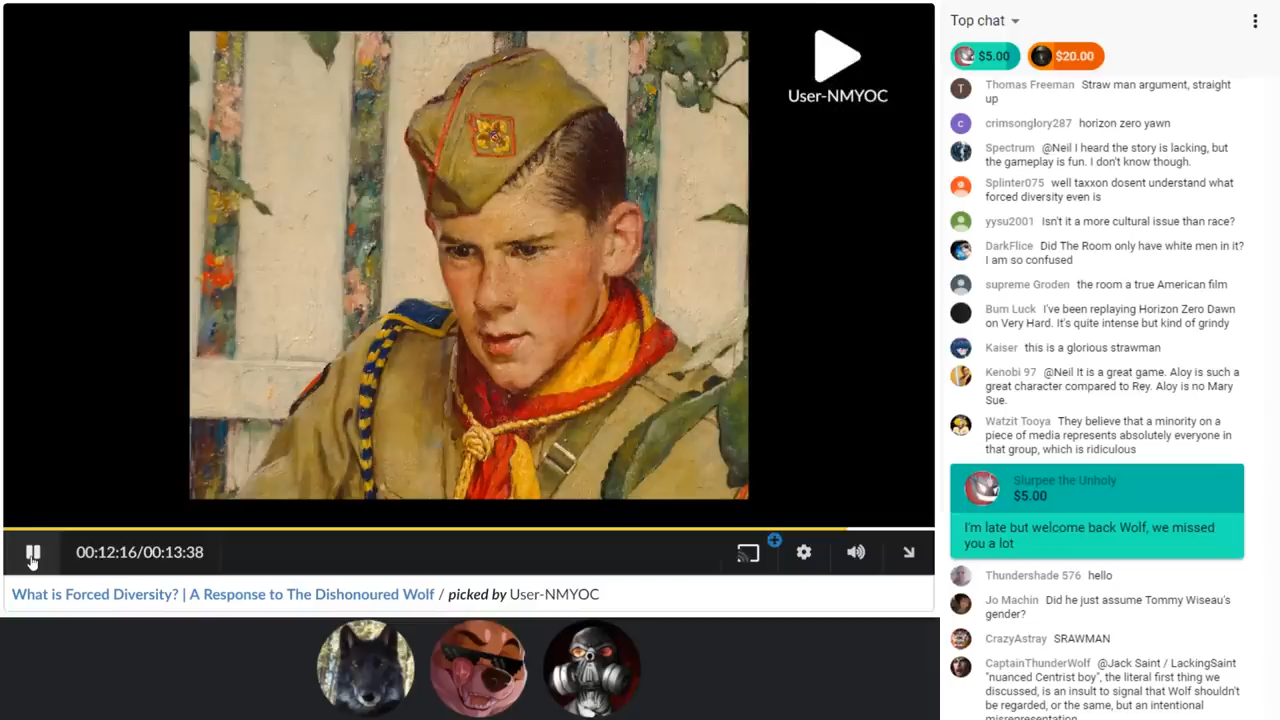 User-NMYOC
00:12:16/00:13:38
What is Forced Diversity? | A Response to The Dishonoured Wolf / picked by User-NMYOC
Top chat
$5.00
$20.00
T
Thomas Freeman Straw man argument, straight
up
c
crimsonglory287 horizon zero yawn
Spectrum @Neil I heard the story is lacking, but
the gameplay is fun. I don't know though.
Splinter075 well taxxon dosent understand what
forced diversity even is
yysu2001 Isn't it a more cultural issue than race?
DarkFlice Did The Room only have white men in it?
I am so confused
supreme Groden the room a true American film
Bum Luck I've been replaying Horizon Zero Dawn
on Very Hard. It's quite intense but kind of grindy
Kaiser this is a glorious strawman
Kenobi 97 @Neil It is a great game. Aloy is such a
great character compared to Rey. Aloy is no Mary
Sue.
Watzit Tooya They believe that a minority on a
piece of media represents absolutely everyone in
that group, which is ridiculous
Slurpee the Unholy
$5.00
I'm late but welcome back Wolf, we missed
you a lot
Thundershade 576 hello
Jo Machin Did he just assume Tommy Wiseau's
gender?
CrazyAstray SRAWMAN
CaptainThunderWolf @Jack Saint / LackingSaint
"nuanced Centrist boy", the literal first thing we
discussed, is an insult to signal that Wolf shouldn't
be regarded, or the same, but an intentional
misrepresentation